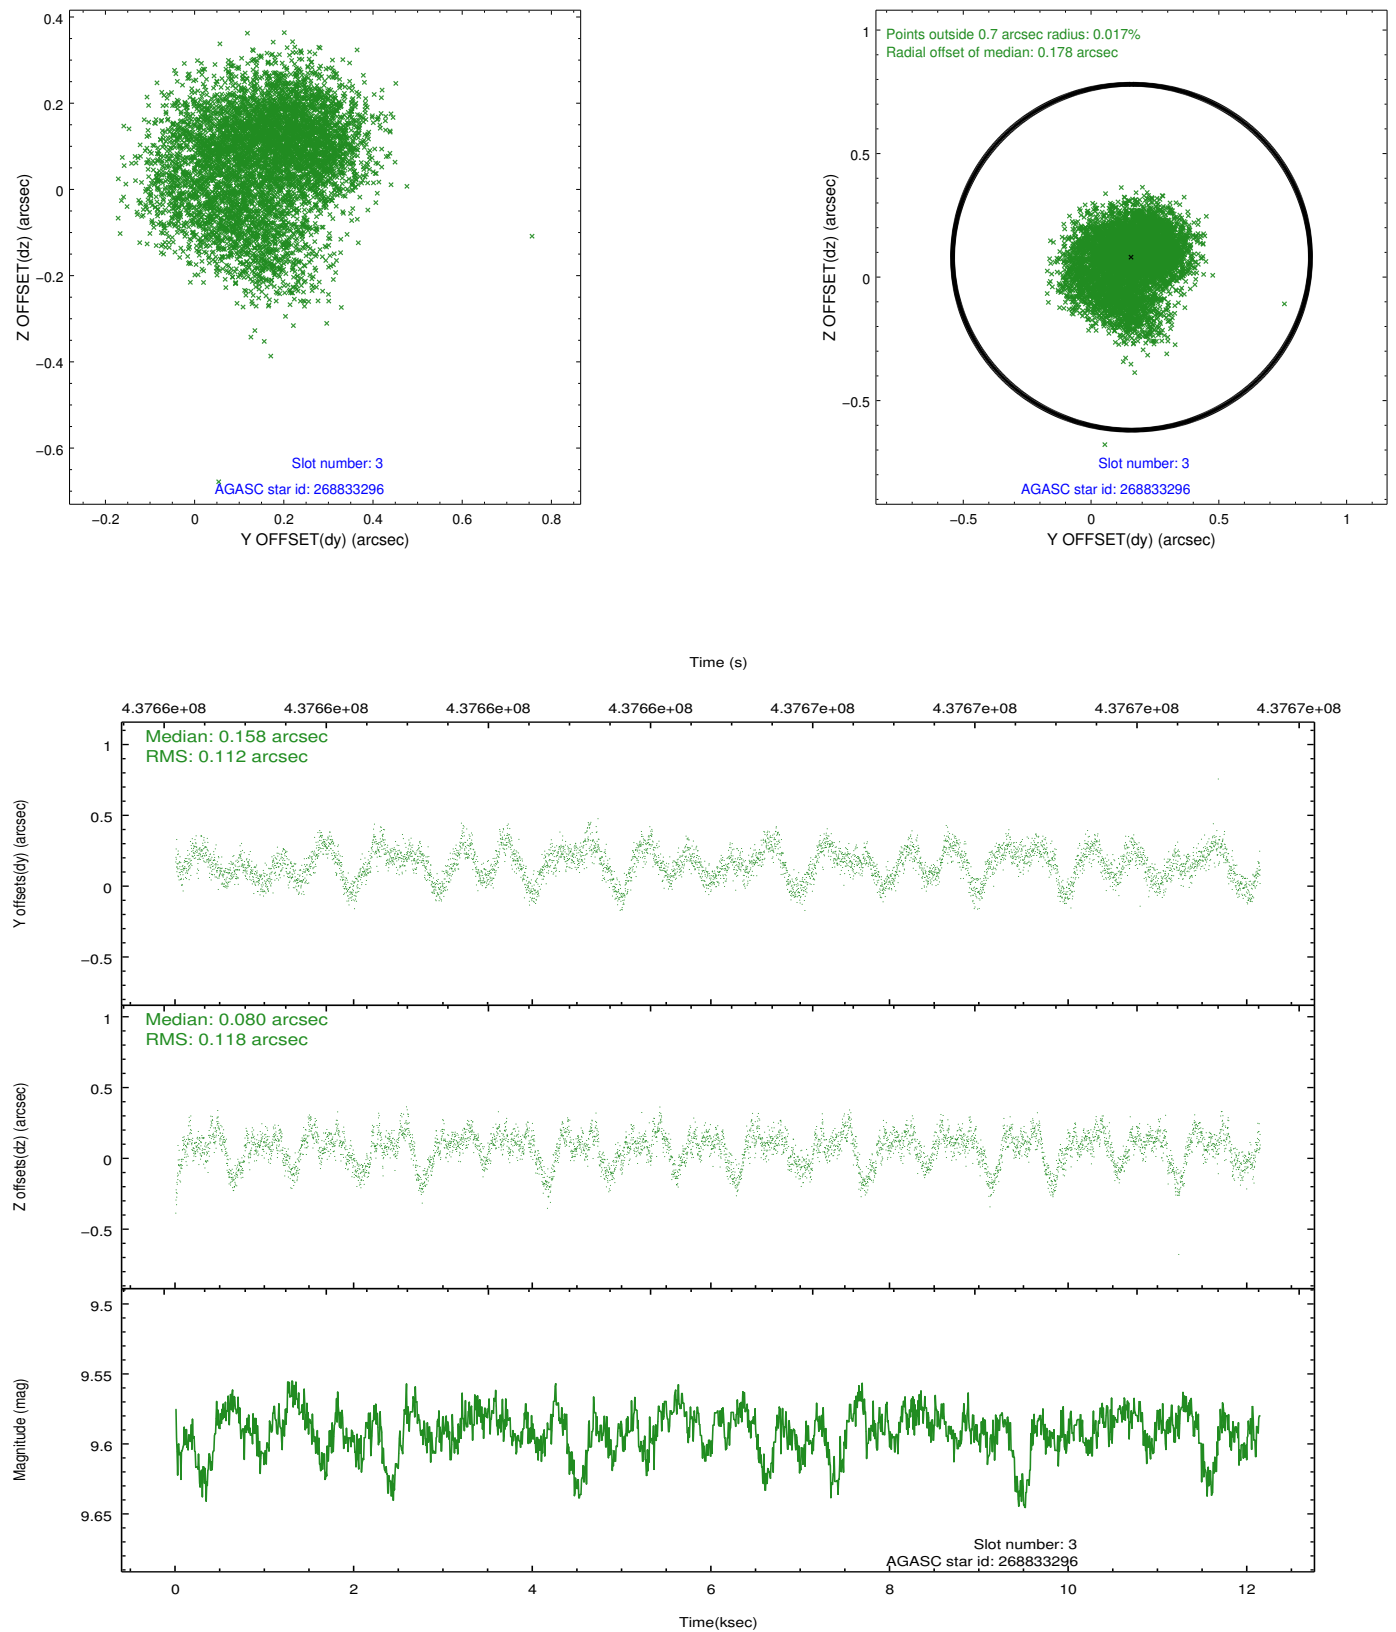 0.4
0.2
0
−0.2
−0.4
−0.6
Z OFFSET(dz) (arcsec)
Slot number: 3
AGASC star id: 268833296
−0.2 0 0.2 0.4 0.6 0.8
Y OFFSET(dy) (arcsec)
Points outside 0.7 arcsec radius: 0.017%
Radial offset of median: 0.178 arcsec
1
0.5
0
−0.5
Z OFFSET(dz) (arcsec)
Slot number: 3
AGASC star id: 268833296
−0.5 0 0.5 1
Y OFFSET(dy) (arcsec)
Time (s)
4.3766e+08 4.3766e+08 4.3766e+08 4.3766e+08 4.3767e+08 4.3767e+08 4.3767e+08 4.3767e+08
Median: 0.158 arcsec
RMS: 0.112 arcsec
1
0.5
0
−0.5
Y offsets(dy) (arcsec)
Median: 0.080 arcsec
RMS: 0.118 arcsec
1
0.5
0
−0.5
Z offsets(dz) (arcsec)
9.5
9.55
9.6
9.65
Magnitude (mag)
Slot number: 3
AGASC star id: 268833296
0 2 4 6 8 10 12
Time(ksec)